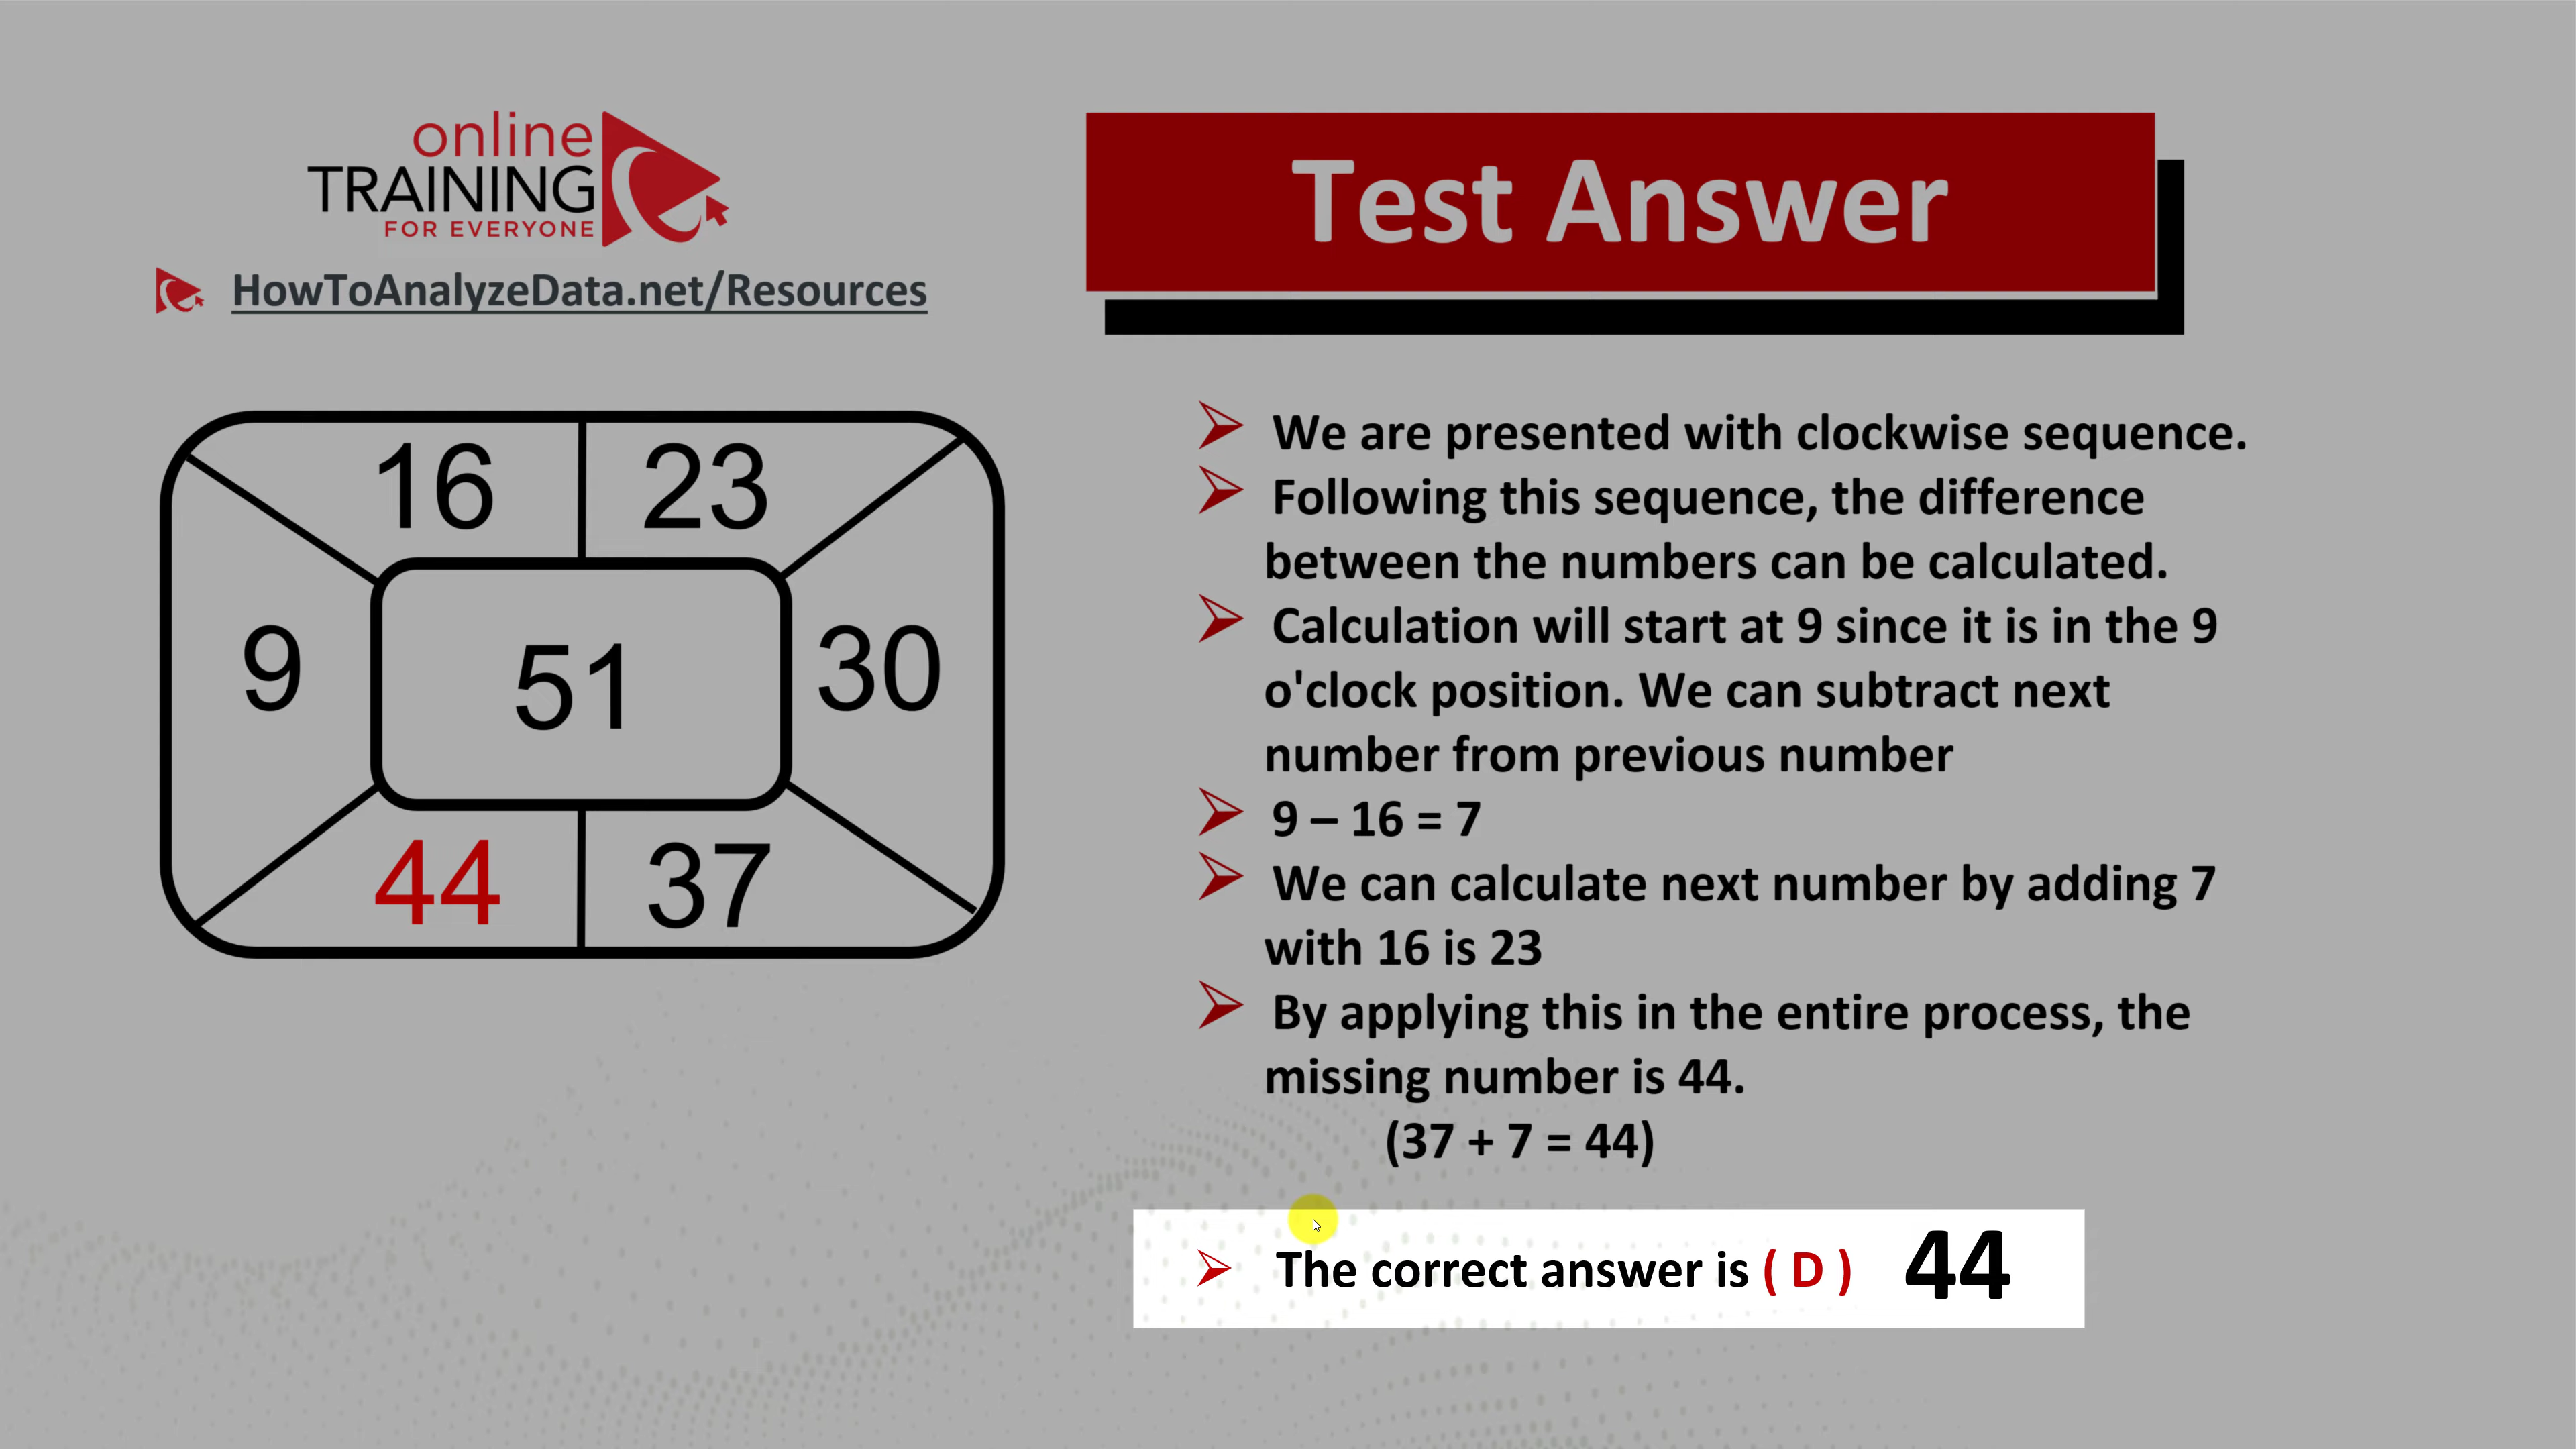 online
TRAINING
FOR EVERYONE
HowToAnalyzeData.net/Resources
Test Answer
16 23
9 51 30
44 37
We are presented with clockwise sequence.
Following this sequence, the difference
between the numbers can be calculated.
Calculation will start at 9 since it is in the 9
o'clock position. We can subtract next
number from previous number
9 – 16 = 7
We can calculate next number by adding 7
with 16 is 23
By applying this in the entire process, the
missing number is 44.
(37 + 7 = 44)
The correct answer is ( D ) 44